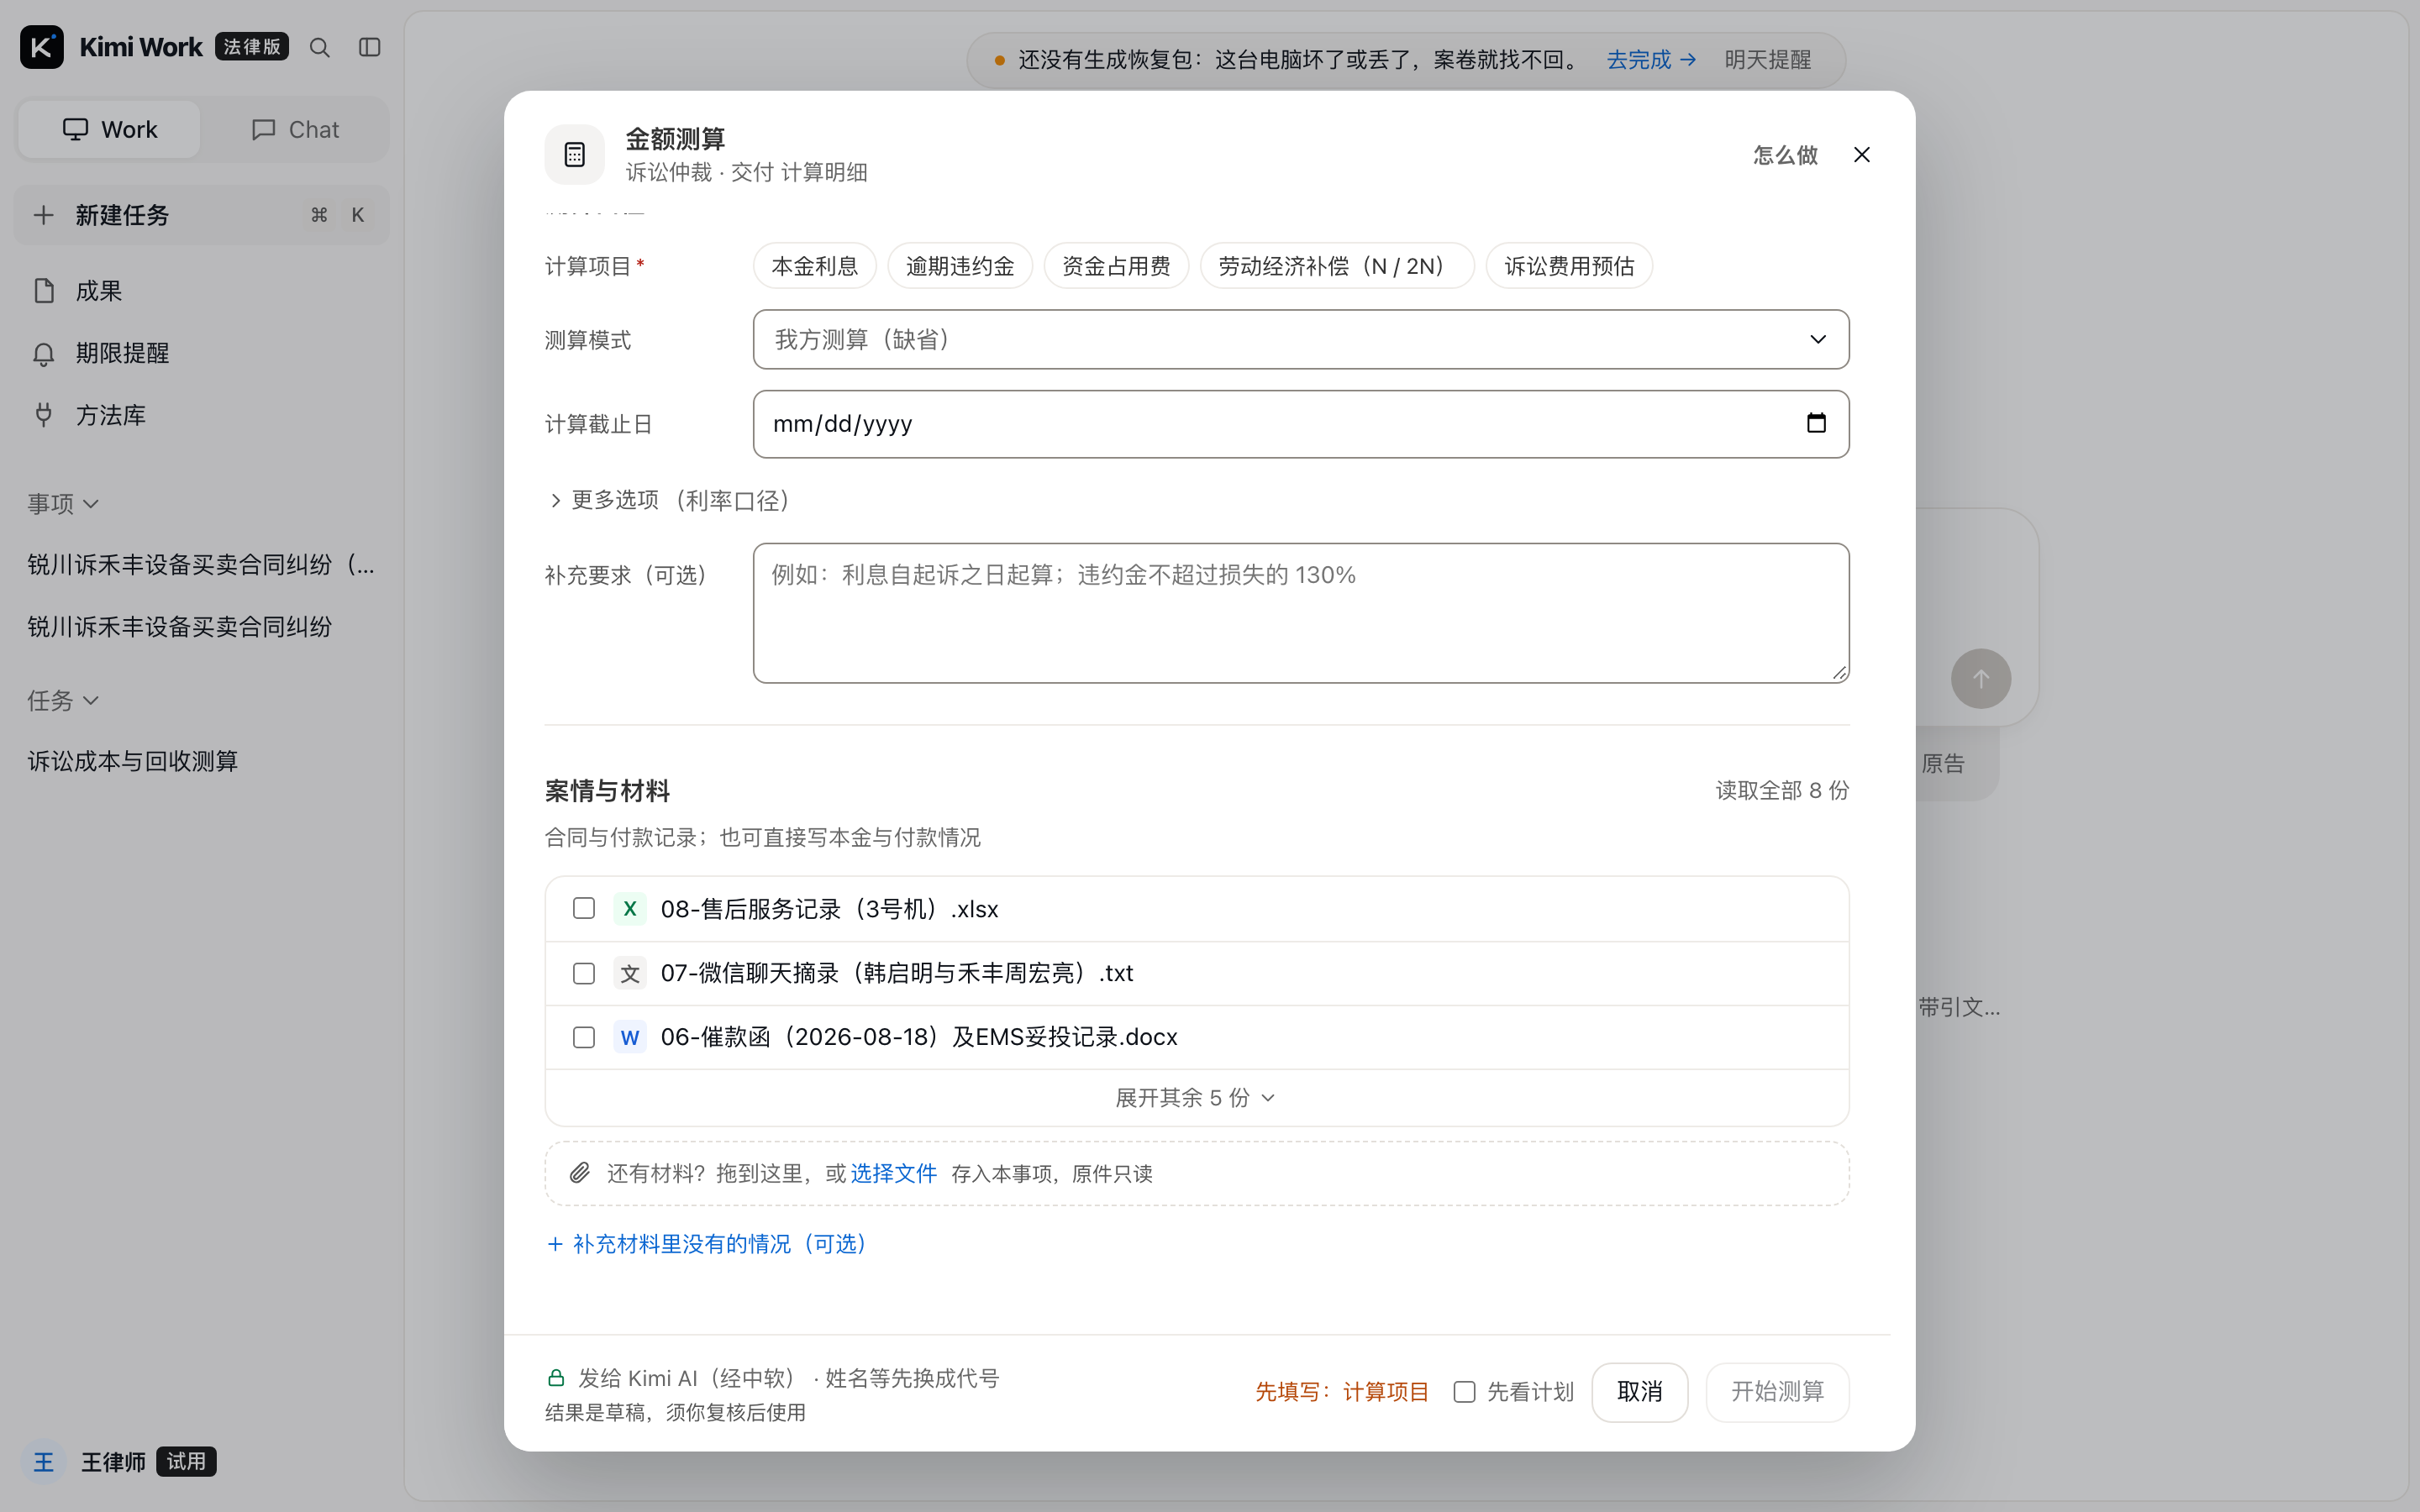 Kimi Work 法律版
Work
Chat
新建任务 ⌘ K
成果
期限提醒
方法库
事项
锐川诉禾丰设备买卖合同纠纷（...
锐川诉禾丰设备买卖合同纠纷
任务
诉讼成本与回收测算
王 王律师 试用
还没有生成恢复包：这台电脑坏了或丢了，案卷就找不回。 去完成 → 明天提醒
金额测算
诉讼仲裁 · 交付 计算明细
怎么做
计算项目*
本金利息
逾期违约金
资金占用费
劳动经济补偿（N / 2N）
诉讼费用预估
测算模式
我方测算（缺省）
计算截止日
mm/dd/yyyy
更多选项 （利率口径）
补充要求（可选）
例如：利息自起诉之日起算；违约金不超过损失的 130%
案情与材料
读取全部 8 份
合同与付款记录；也可直接写本金与付款情况
X 08-售后服务记录（3号机）.xlsx
文 07-微信聊天摘录（韩启明与禾丰周宏亮）.txt
W 06-催款函（2026-08-18）及EMS妥投记录.docx
展开其余 5 份
还有材料？拖到这里，或选择文件 存入本事项，原件只读
+ 补充材料里没有的情况（可选）
发给 Kimi AI（经中软） · 姓名等先换成代号
结果是草稿，须你复核后使用
先填写：计算项目
先看计划
取消
开始测算
原告
带引文...